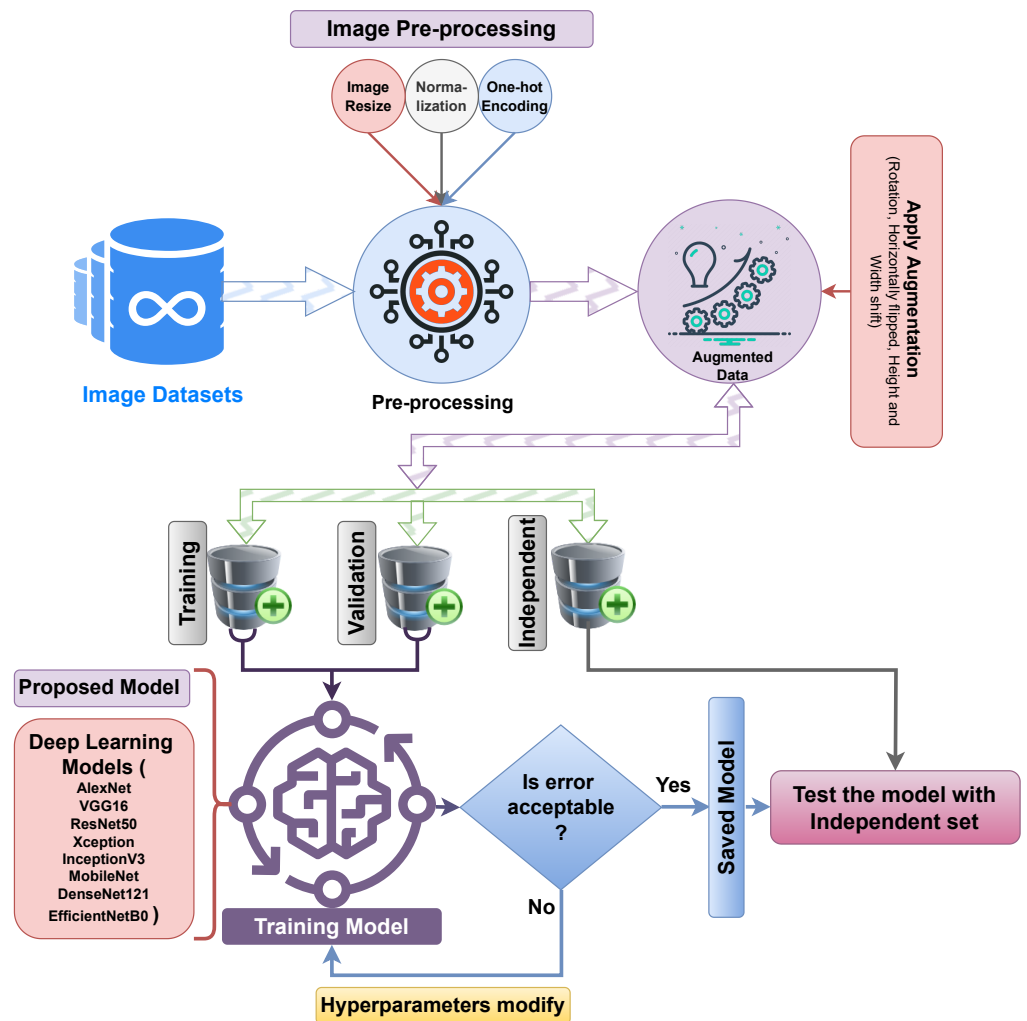 Image Pre-processing
Image
Resize
Norma-
lization
One-hot
Encoding
Apply Augmentation
(Rotation, Horizontally flipped, Height and
Width shift)
Image Datasets
Pre-processing
Augmented
Data
Training
Validation
Independent
Proposed Model
Deep Learning
Models (
AlexNet
VGG16
ResNet50
Xception
InceptionV3
MobileNet
DenseNet121
EfficientNetB0 )
Training Model
Is error
acceptable
?
Yes
No
Saved Model
Test the model with
Independent set
Hyperparameters modify